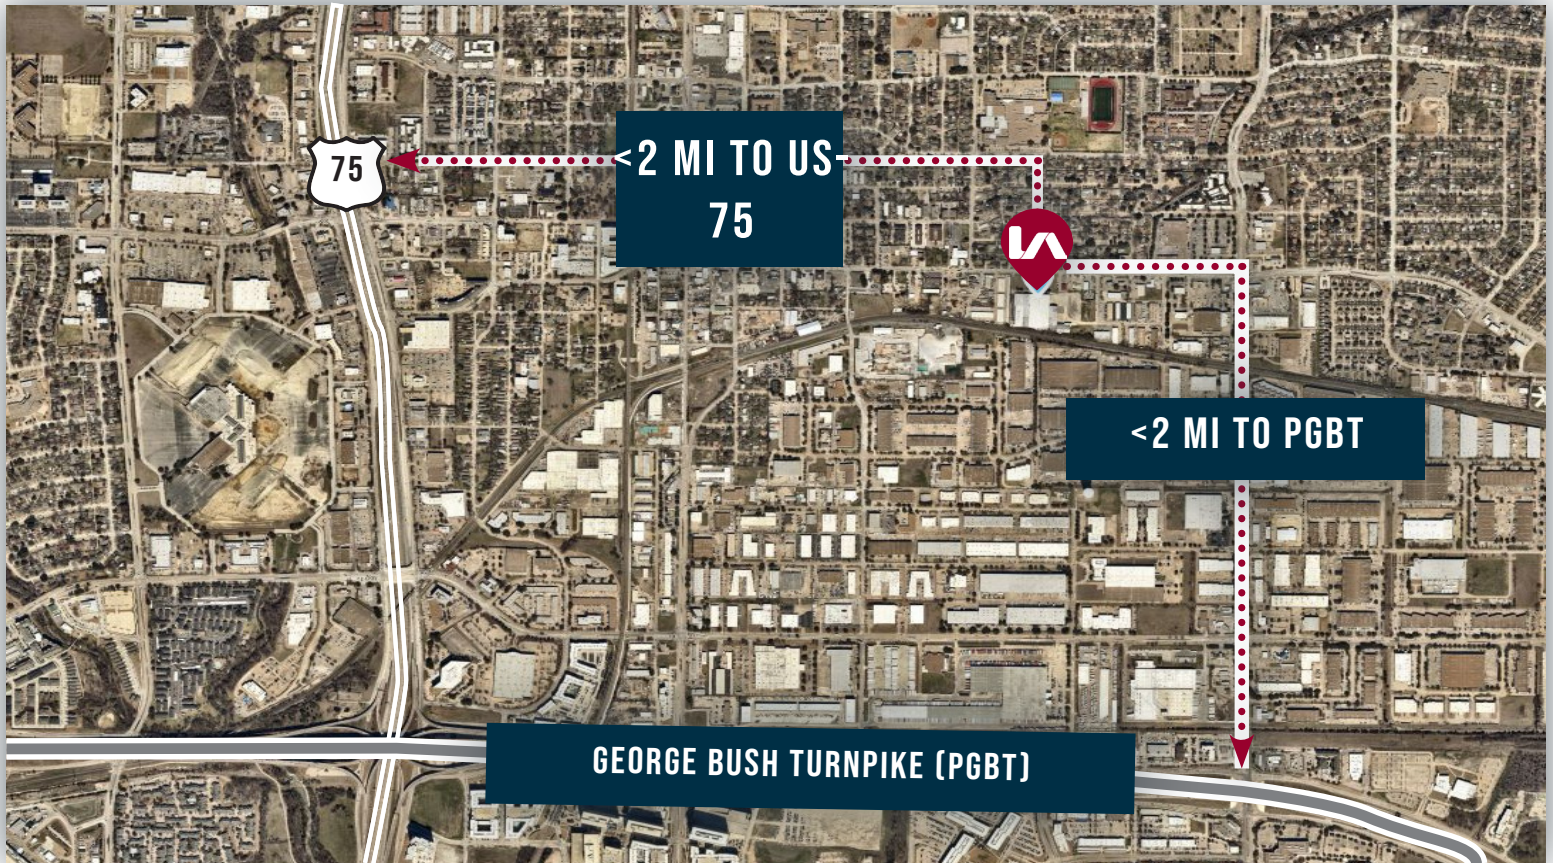 75
<2 MI TO US-
75
<2 MI TO PGBT
GEORGE BUSH TURNPIKE (PGBT)